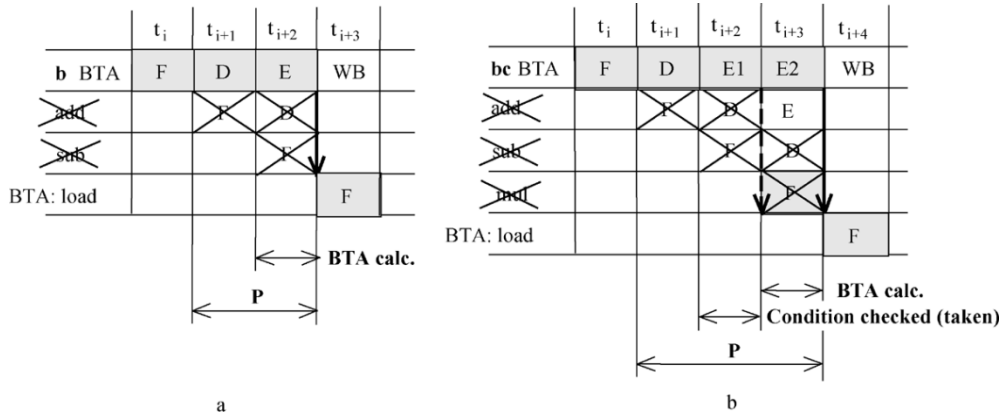 t i t i+1 t i+2 t i+3
b BTA F D E WB
add F D
sub F
BTA: load F
BTA calc.
P
a
t i t i+1 t i+2 t i+3 t i+4
bc BTA F D E1 E2 WB
add F D E
sub F D
mul F
BTA: load F
BTA calc.
Condition checked (taken)
P
b